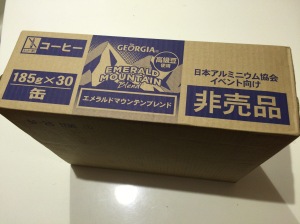 コーヒー
185g×30
缶
GEORGIA
EMERALD
MOUNTAIN
Blend
高級豆
使用
エメラルドマウンテンブレンド
日本アルミニウム協会
イベント向け
非売品